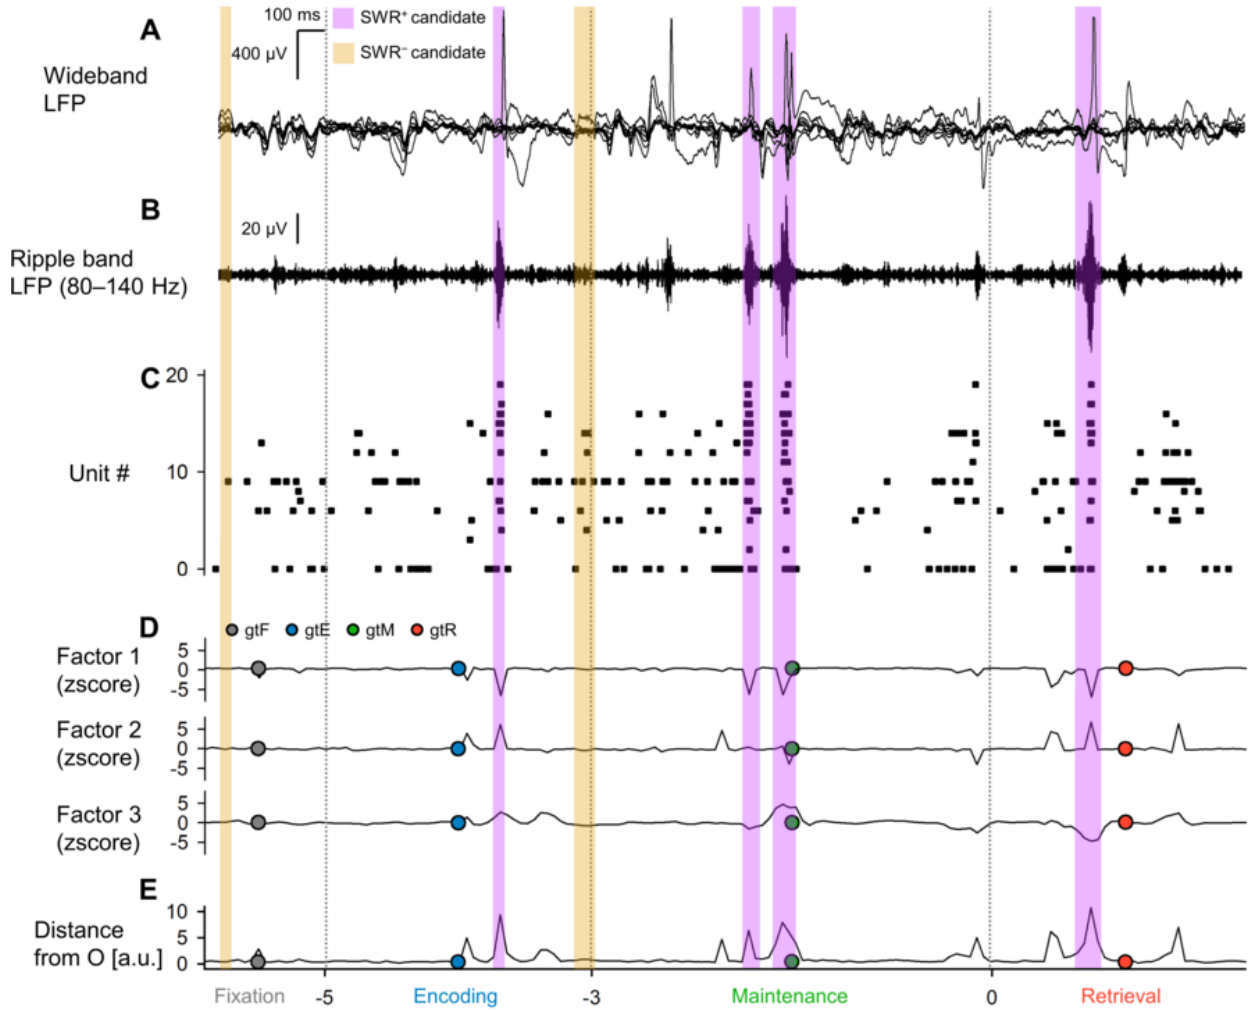 A
100 ms
400 µV
SWR⁺ candidate
SWR⁻ candidate
Wideband
LFP
B
20 µV
Ripple band
LFP (80–140 Hz)
C
20
10
0
Unit #
D
gtF
gtE
gtM
gtR
Factor 1
(zscore)
5
0
-5
Factor 2
(zscore)
5
0
-5
Factor 3
(zscore)
5
0
-5
E
Distance
from O [a.u.]
10
5
0
Fixation
-5
Encoding
-3
Maintenance
0
Retrieval